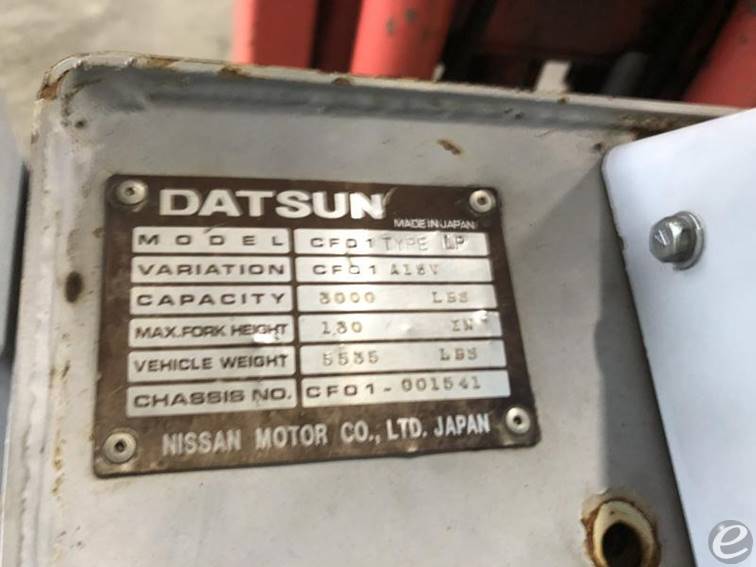 DATSUN
MADE IN JAPAN
MODEL CF01 TYPE LP
VARIATION CF01 A15V
CAPACITY 3000 LBS
MAX.FORK HEIGHT 130 IN
VEHICLE WEIGHT 5535 LBS
CHASSIS NO. CF01-001541
NISSAN MOTOR CO., LTD. JAPAN
e